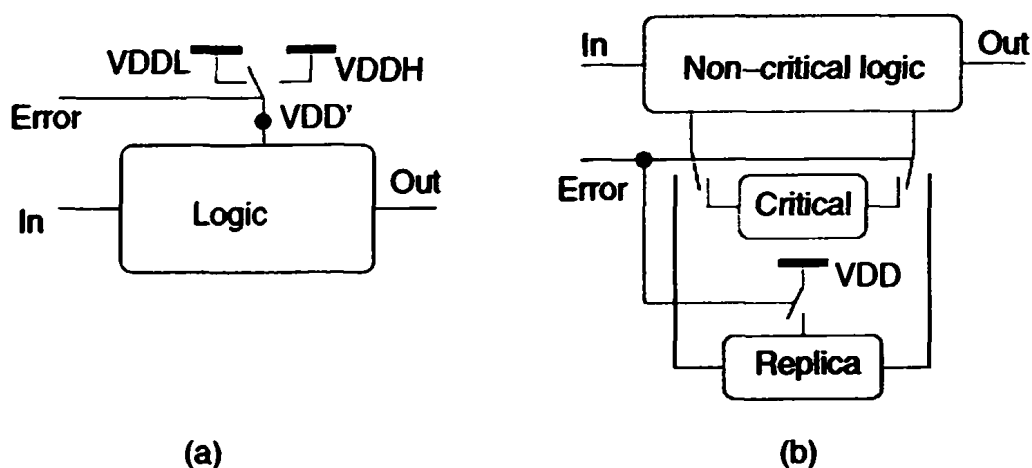 VDDL
VDDH
Error
VDD'
In
Logic
Out
(a)
In
Non-critical logic
Out
Error
Critical
VDD
Replica
(b)